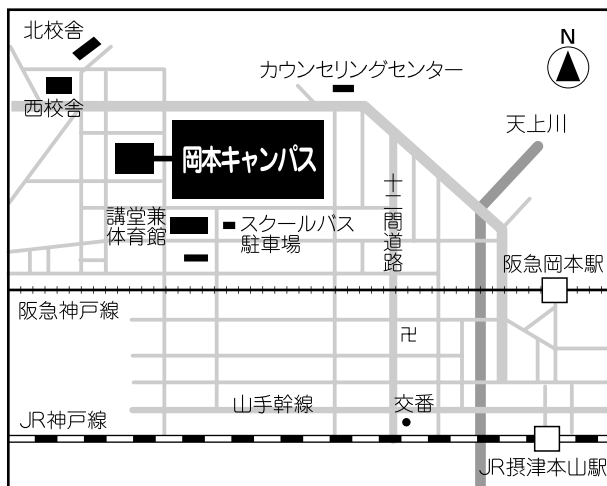 北校舎
N
カウンセリングセンター
西校舎
天上川
岡本キャンパス
十二間道路
講堂兼
体育館
スクールバス
駐車場
阪急岡本駅
阪急神戸線
卍
山手幹線
交番
JR神戸線
JR摂津本山駅